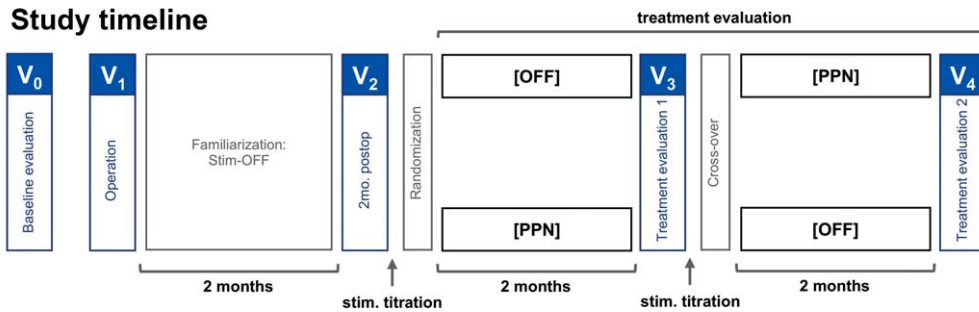 Study timeline
treatment evaluation
V0
Baseline evaluation
V1
Operation
Familiarization:
Stim-OFF
V2
2mo. postop
Randomization
[OFF]
[PPN]
V3
Treatment evaluation 1
Cross-over
[PPN]
[OFF]
V4
Treatment evaluation 2
2 months
stim. titration
2 months
stim. titration
2 months